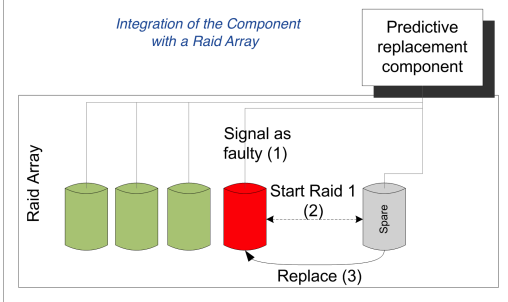 Integration of the Component
with a Raid Array
Predictive
replacement
component
Raid Array
Signal as
faulty (1)
Start Raid 1
(2)
Spare
Replace (3)